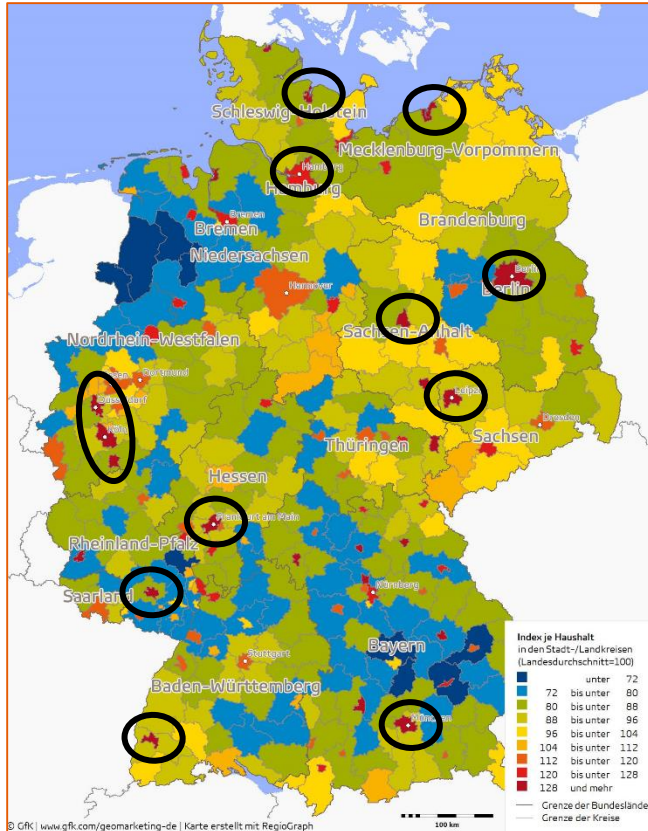 Schleswig-Holstein
Mecklenburg-Vorpommern
Hamburg
Hamburg
Bremen
Bremen
Brandenburg
Niedersachsen
Berlin
Berlin
Hannover
Sachsen-Anhalt
Nordrhein-Westfalen
Dortmund
Düsseldorf
Köln
Leipzig
Dresden
Sachsen
Thüringen
Hessen
Frankfurt am Main
Rheinland-Pfalz
Saarland
Nürnberg
Bayern
Stuttgart
Baden-Württemberg
München
Index je Haushalt
in den Stadt-/Landkreisen
(Landesdurchschnitt=100)
unter 72
72 bis unter 80
80 bis unter 88
88 bis unter 96
96 bis unter 104
104 bis unter 112
112 bis unter 120
120 bis unter 128
128 und mehr
Grenze der Bundesländ
Grenze der Kreise
100 km
© GfK | www.gfk.com/geomarketing-de | Karte erstellt mit RegioGraph